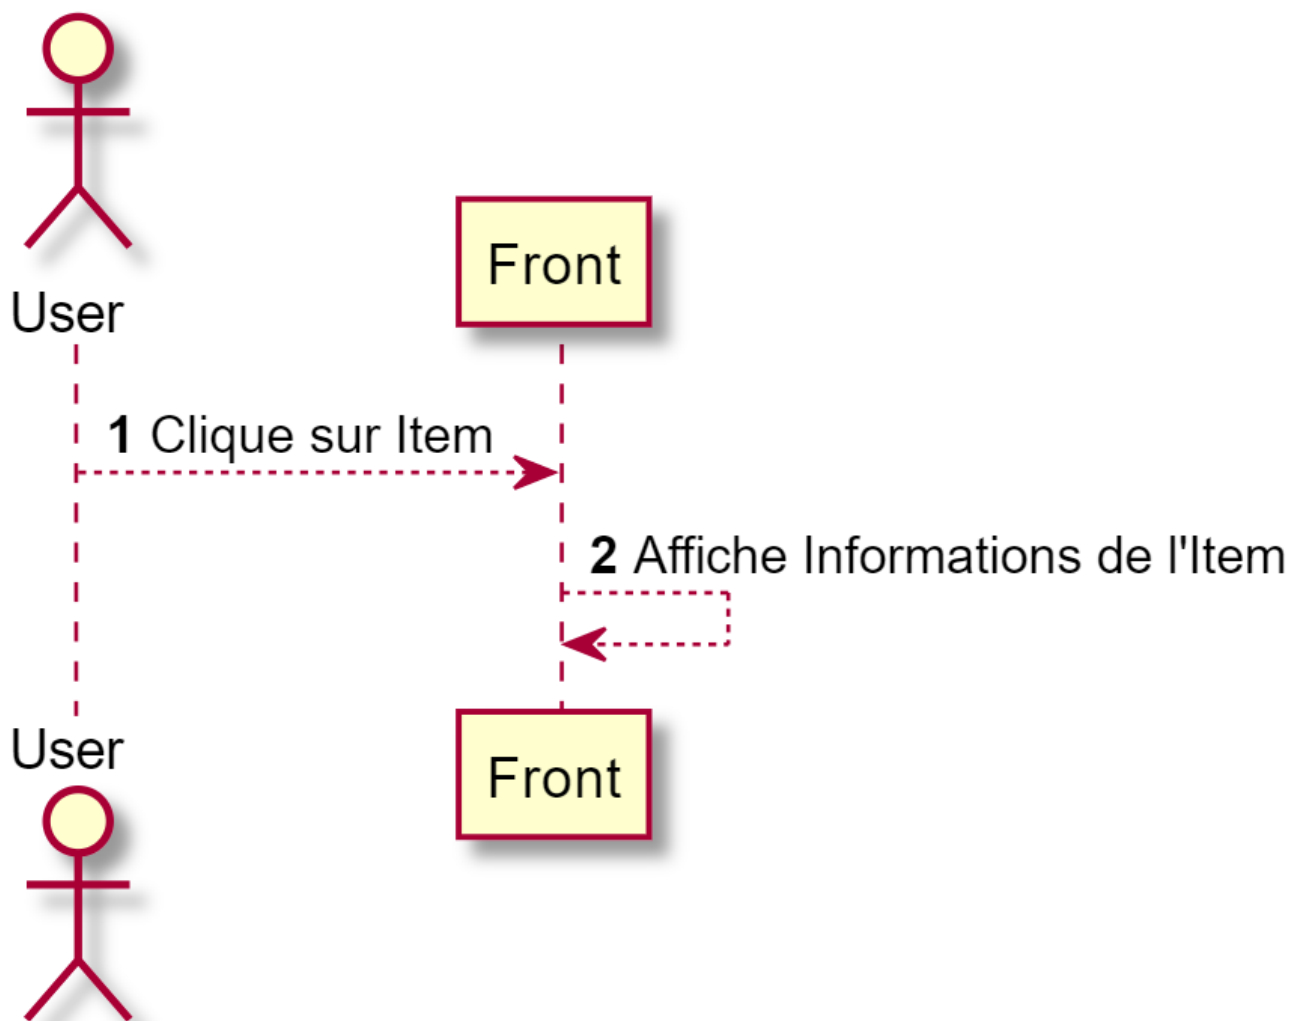 User
Front
1 Clique sur Item
2 Affiche Informations de l'Item
User
Front